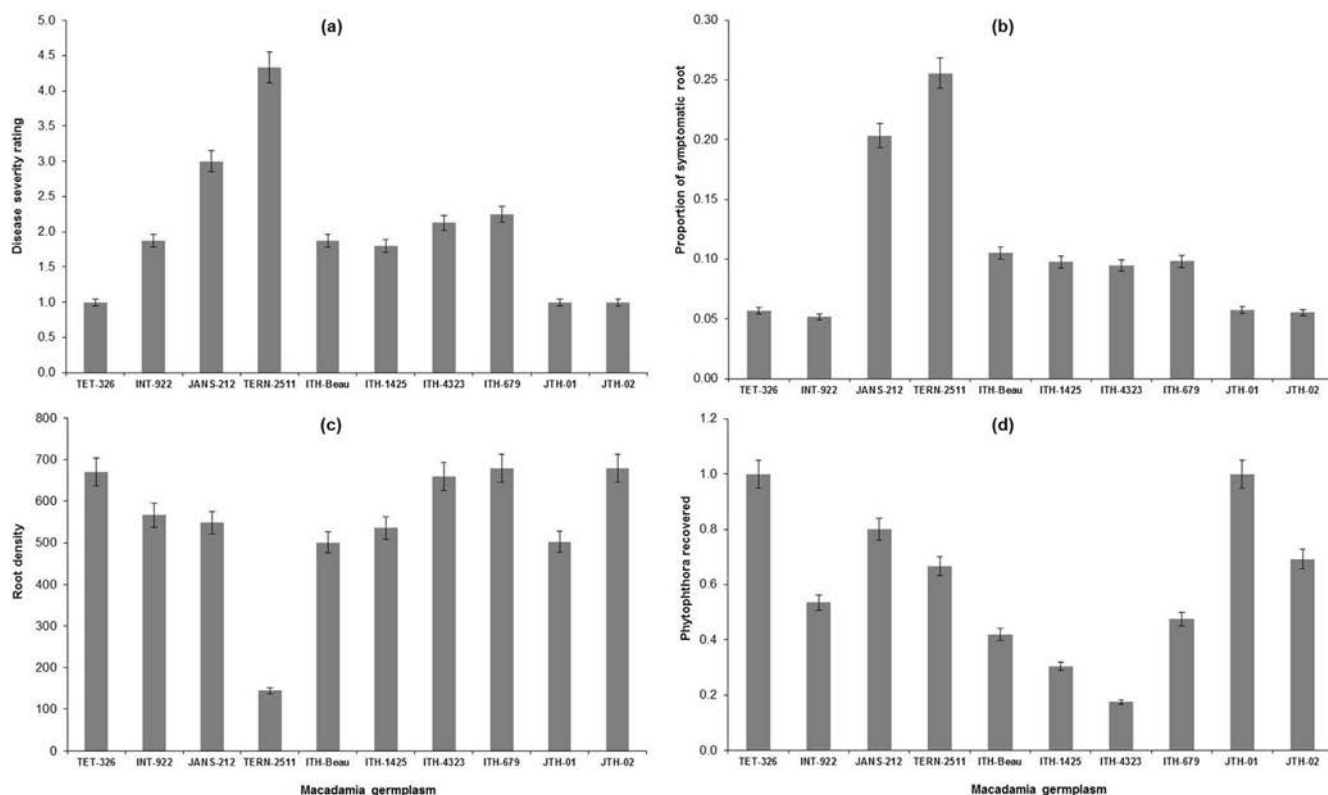 (a)
Disease severity rating
5.0
4.5
4.0
3.5
3.0
2.5
2.0
1.5
1.0
0.5
0.0
TET-326 INT-922 JANS-212 TERN-2511 ITH-Beau ITH-1425 ITH-4323 ITH-679 JTH-01 JTH-02
(b)
Proportion of symptomatic root
0.30
0.25
0.20
0.15
0.10
0.05
0.00
TET-326 INT-922 JANS-212 TERN-2511 ITH-Beau ITH-1425 ITH-4323 ITH-679 JTH-01 JTH-02
(c)
Root density
800
700
600
500
400
300
200
100
0
TET-326 INT-922 JANS-212 TERN-2511 ITH-Beau ITH-1425 ITH-4323 ITH-679 JTH-01 JTH-02
Macadamia germplasm
(d)
Phytophthora recovered
1.2
1.0
0.8
0.6
0.4
0.2
0.0
TET-326 INT-922 JANS-212 TERN-2511 ITH-Beau ITH-1425 ITH-4323 ITH-679 JTH-01 JTH-02
Macadamia germplasm